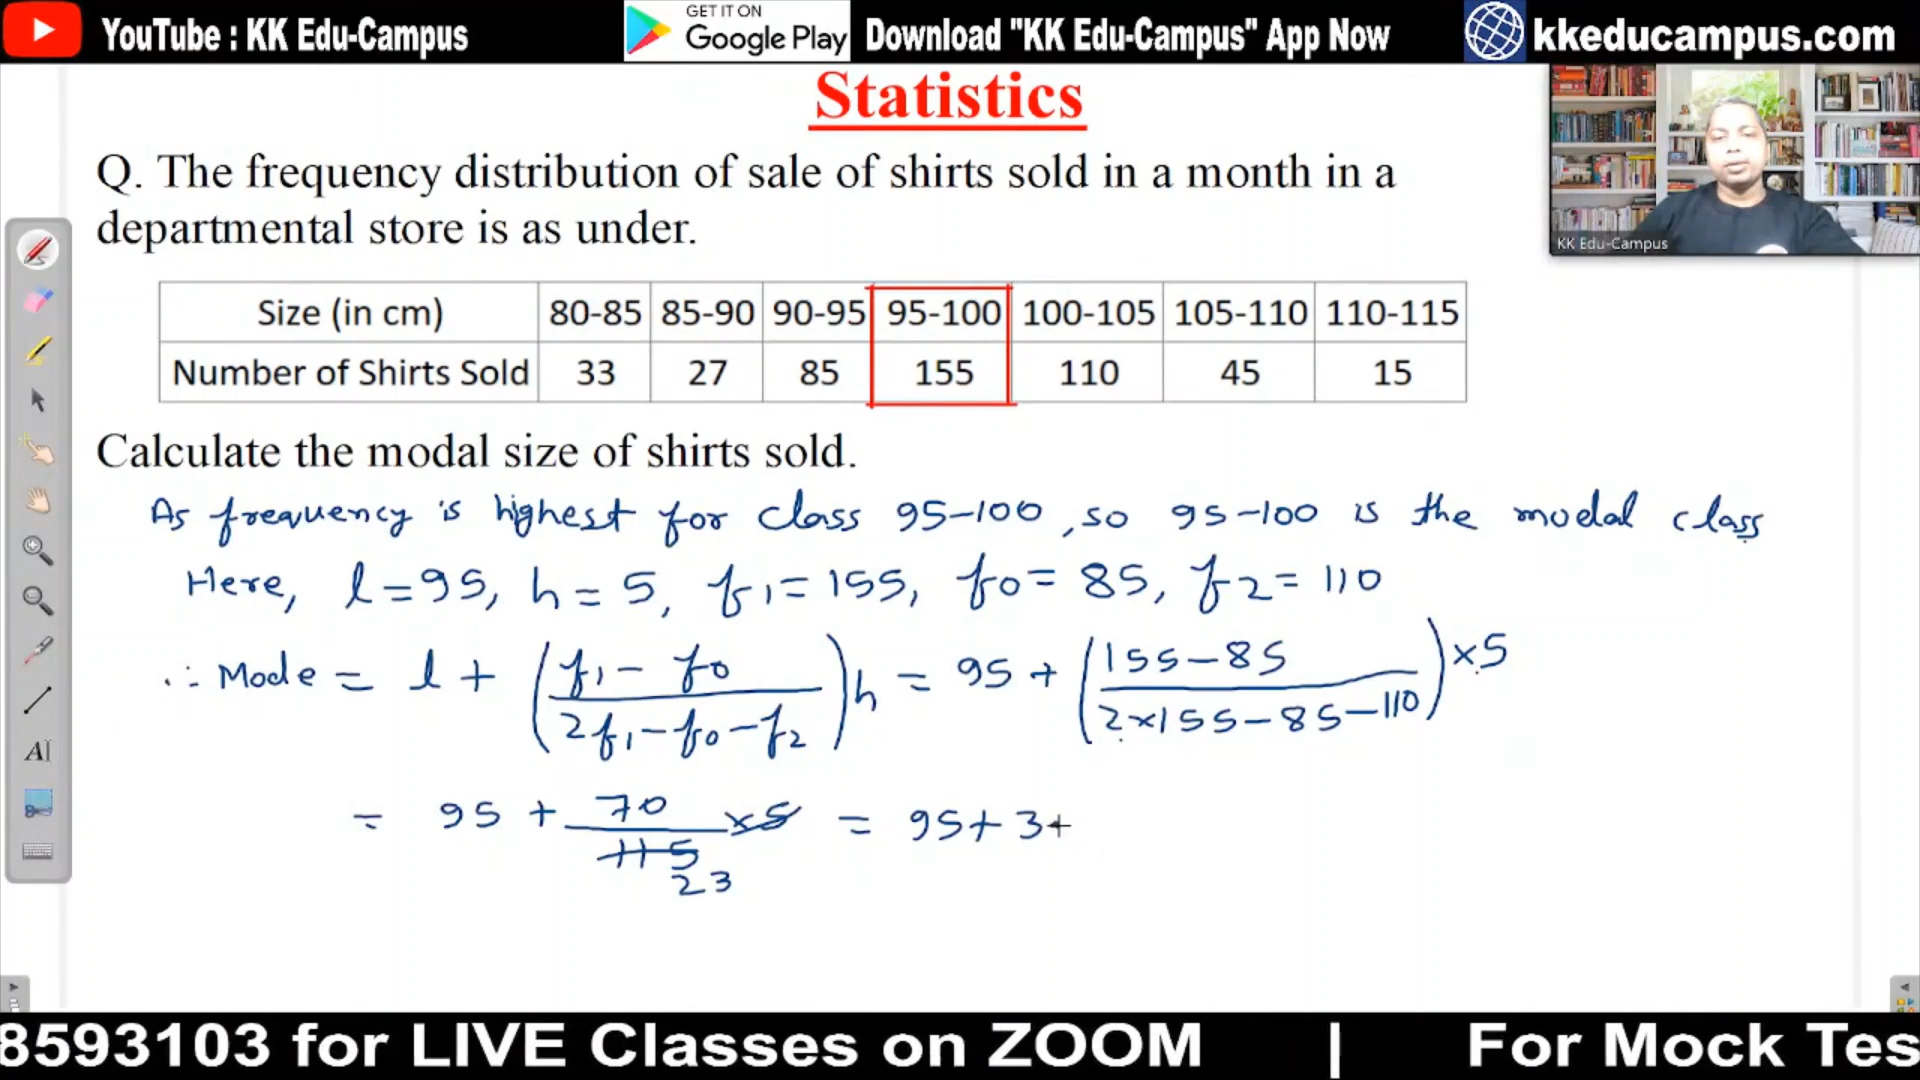 YouTube : KK Edu-Campus
GET IT ON
Google Play
Download "KK Edu-Campus" App Now
kkeducampus.com
Statistics
KK Edu-Campus
Q. The frequency distribution of sale of shirts sold in a month in a
departmental store is as under.
Size (in cm) 80-85 85-90 90-95 95-100 100-105 105-110 110-115
Number of Shirts Sold 33 27 85 155 110 45 15
Calculate the modal size of shirts sold.
As frequency is highest for class 95-100, so 95-100 is the modal class
Here, l=95, h=5, f1=155, f0=85, f2=110
∴ Mode = l + (f1-f0 / 2f1-f0-f2)h = 95 + (155-85 / 2×155-85-110)×5
= 95 + 70/115 ×5 = 95+3
23
AI
8593103 for LIVE Classes on ZOOM | For Mock Tes